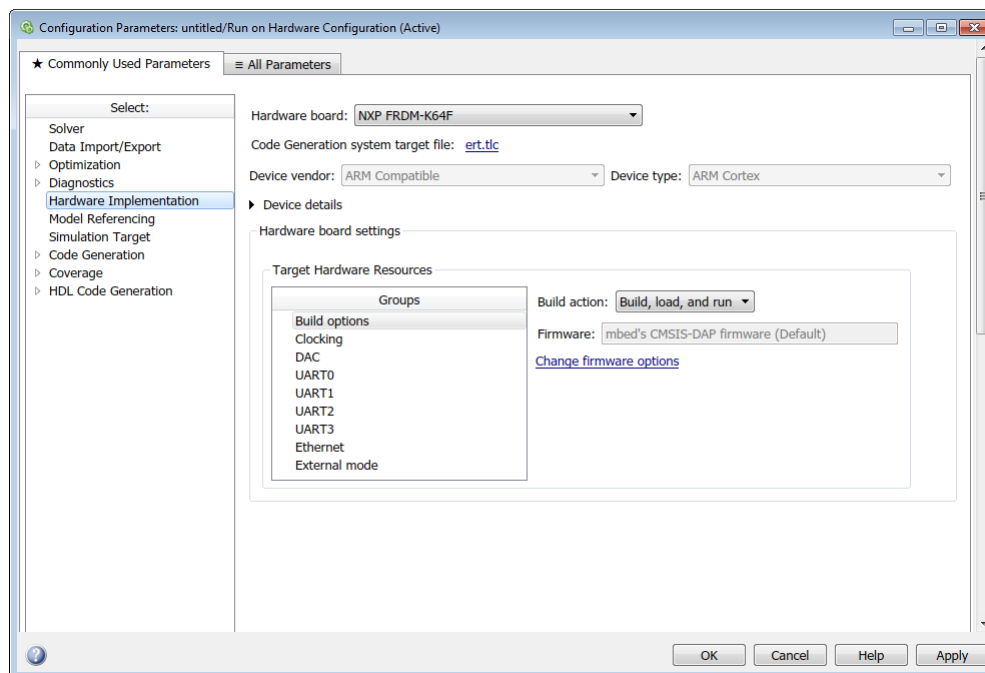 Configuration Parameters: untitled/Run on Hardware Configuration (Active)
★ Commonly Used Parameters
≡ All Parameters
Select:
Solver
Data Import/Export
Optimization
Diagnostics
Hardware Implementation
Model Referencing
Simulation Target
Code Generation
Coverage
HDL Code Generation
Hardware board: NXP FRDM-K64F
Code Generation system target file: ert.tlc
Device vendor: ARM Compatible Device type: ARM Cortex
Device details
Hardware board settings
Target Hardware Resources
Groups
Build options
Clocking
DAC
UART0
UART1
UART2
UART3
Ethernet
External mode
Build action: Build, load, and run
Firmware: mbed's CMSIS-DAP firmware (Default)
Change firmware options
OK Cancel Help Apply